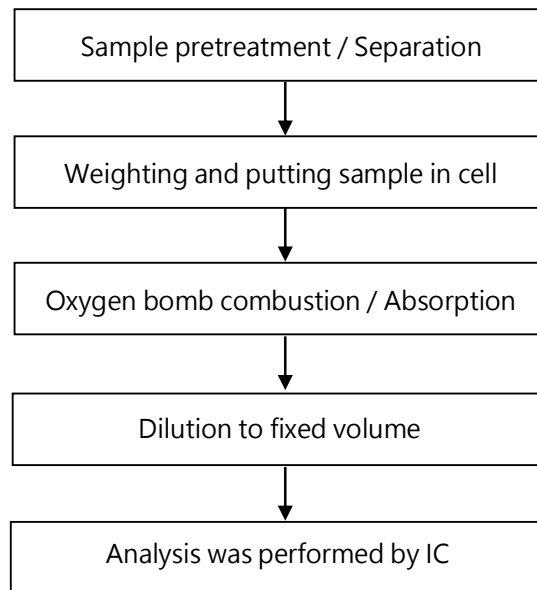 Sample pretreatment / Separation
Weighting and putting sample in cell
Oxygen bomb combustion / Absorption
Dilution to fixed volume
Analysis was performed by IC